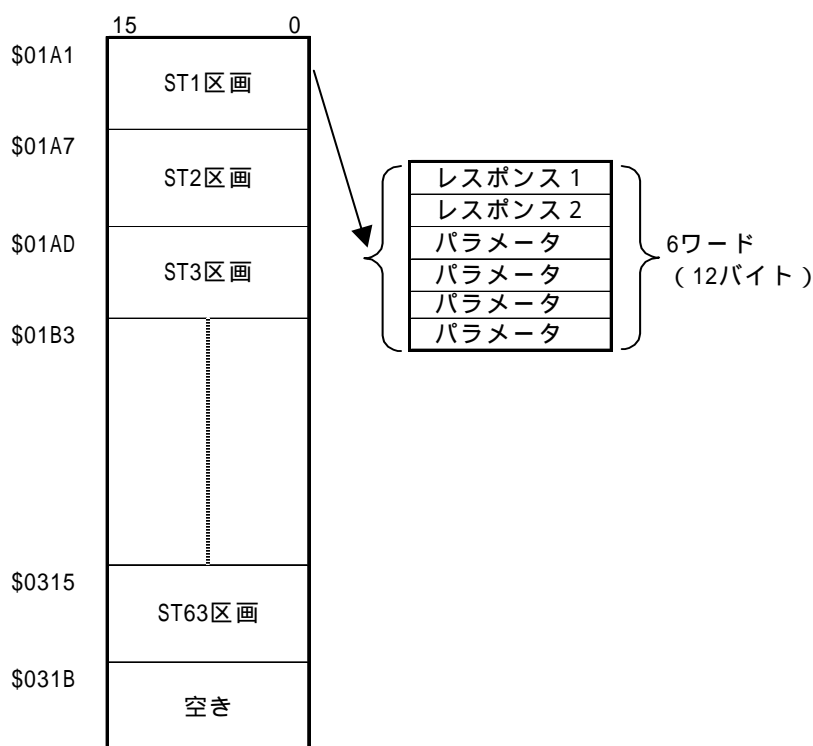 15 0
$01A1
ST1区画
$01A7
ST2区画
$01AD
ST3区画
$01B3
$0315
ST63区画
$031B
空き
レスポンス1
レスポンス2
パラメータ
パラメータ
パラメータ
パラメータ
6ワード
(12バイト)